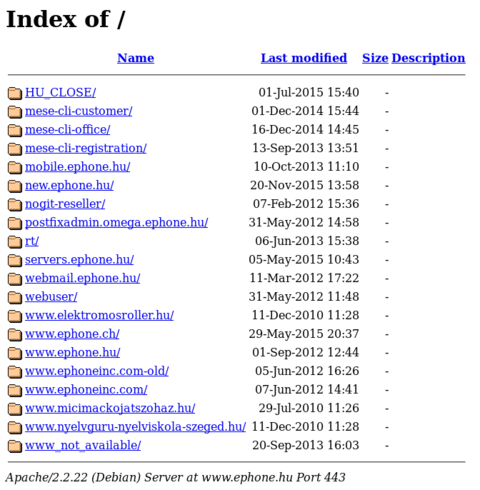 Index of /
Name Last modified Size Description
HU_CLOSE/ 01-Jul-2015 15:40 -
mese-cli-customer/ 01-Dec-2014 15:44 -
mese-cli-office/ 16-Dec-2014 14:45 -
mese-cli-registration/ 13-Sep-2013 13:51 -
mobile.ephone.hu/ 10-Oct-2013 11:10 -
new.ephone.hu/ 20-Nov-2015 13:58 -
nogit-reseller/ 07-Feb-2012 15:36 -
postfixadmin.omega.ephone.hu/ 31-May-2012 14:58 -
rt/ 06-Jun-2013 15:38 -
servers.ephone.hu/ 05-May-2015 10:43 -
webmail.ephone.hu/ 11-Mar-2012 17:22 -
webuser/ 31-May-2012 11:48 -
www.elektromosroller.hu/ 11-Dec-2010 11:28 -
www.ephone.ch/ 29-May-2015 20:37 -
www.ephone.hu/ 01-Sep-2012 12:44 -
www.ephoneinc.com-old/ 05-Jun-2012 16:26 -
www.ephoneinc.com/ 07-Jun-2012 14:41 -
www.micimackojatszohaz.hu/ 29-Jul-2010 11:26 -
www.nyelvguru-nyelviskola-szeged.hu/ 11-Dec-2010 11:28 -
www_not_available/ 20-Sep-2013 16:03 -
Apache/2.2.22 (Debian) Server at www.ephone.hu Port 443